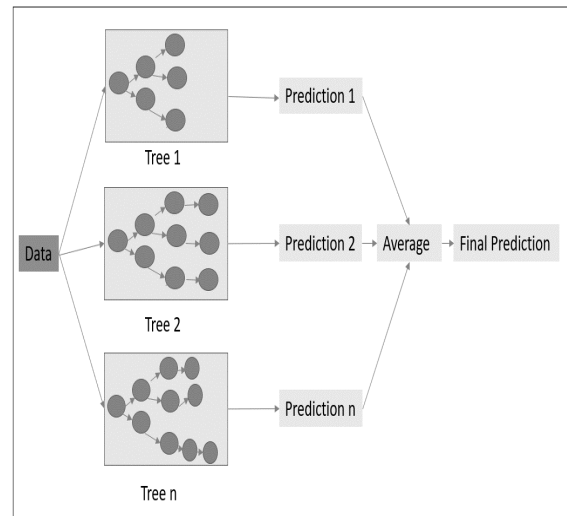 Prediction 1
Tree 1
Data
Prediction 2
Average
Final Prediction
Tree 2
Prediction n
Tree n